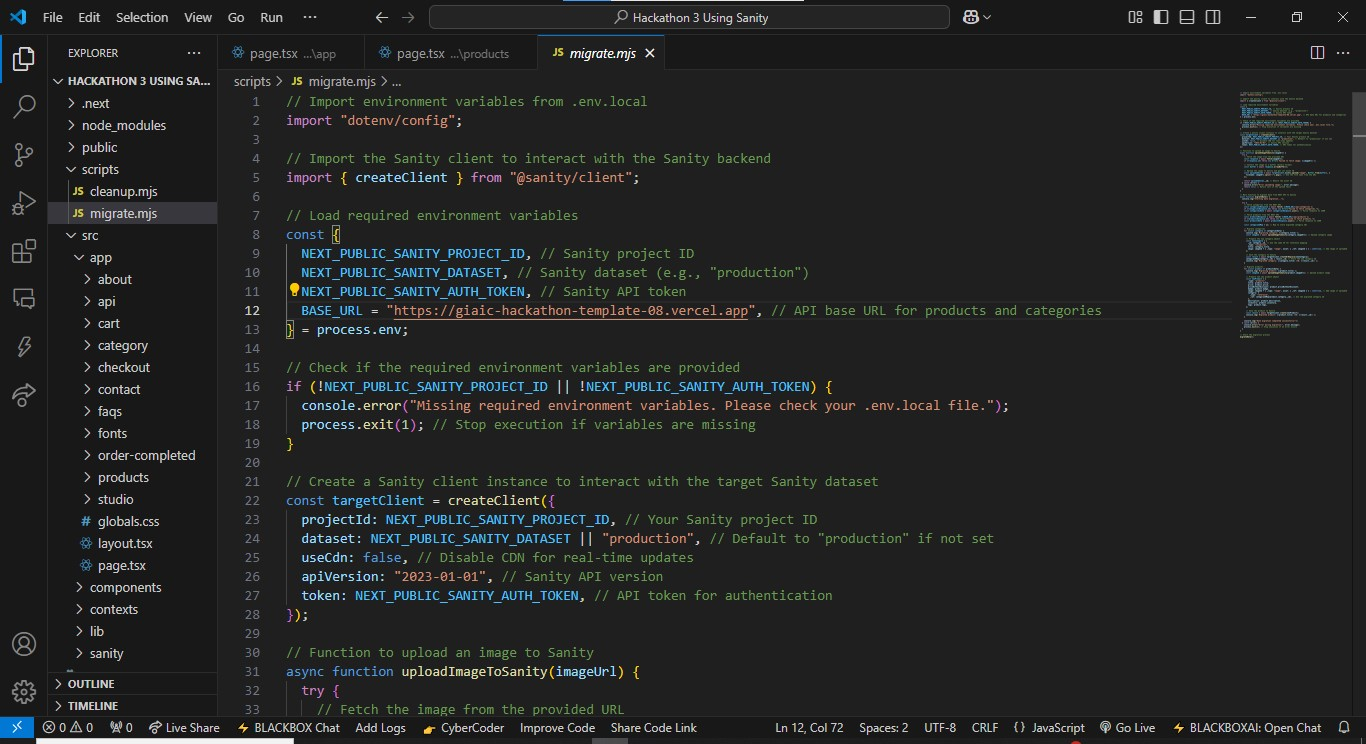 File Edit Selection View Go Run ··· Hackathon 3 Using Sanity
EXPLORER ···
HACKATHON 3 USING SA...
.next
node_modules
public
scripts
JS cleanup.mjs
JS migrate.mjs
src
app
about
api
cart
category
checkout
contact
faqs
fonts
order-completed
products
studio
# globals.css
layout.tsx
page.tsx
components
contexts
lib
sanity
OUTLINE
TIMELINE
page.tsx ...\app page.tsx ...\products JS migrate.mjs
scripts > JS migrate.mjs > ...
1 // Import environment variables from .env.local
2 import "dotenv/config";
3
4 // Import the Sanity client to interact with the Sanity backend
5 import { createClient } from "@sanity/client";
6
7 // Load required environment variables
8 const {
9 NEXT_PUBLIC_SANITY_PROJECT_ID, // Sanity project ID
10 NEXT_PUBLIC_SANITY_DATASET, // Sanity dataset (e.g., "production")
11 NEXT_PUBLIC_SANITY_AUTH_TOKEN, // Sanity API token
12 BASE_URL = "https://giaic-hackathon-template-08.vercel.app", // API base URL for products and categories
13 } = process.env;
14
15 // Check if the required environment variables are provided
16 if (!NEXT_PUBLIC_SANITY_PROJECT_ID || !NEXT_PUBLIC_SANITY_AUTH_TOKEN) {
17 console.error("Missing required environment variables. Please check your .env.local file.");
18 process.exit(1); // Stop execution if variables are missing
19 }
20
21 // Create a Sanity client instance to interact with the target Sanity dataset
22 const targetClient = createClient({
23 projectId: NEXT_PUBLIC_SANITY_PROJECT_ID, // Your Sanity project ID
24 dataset: NEXT_PUBLIC_SANITY_DATASET || "production", // Default to "production" if not set
25 useCdn: false, // Disable CDN for real-time updates
26 apiVersion: "2023-01-01", // Sanity API version
27 token: NEXT_PUBLIC_SANITY_AUTH_TOKEN, // API token for authentication
28 });
29
30 // Function to upload an image to Sanity
31 async function uploadImageToSanity(imageUrl) {
32 try {
33 // Fetch the image from the provided URL
0 0 0 Live Share BLACKBOX Chat Add Logs CyberCoder Improve Code Share Code Link Ln 12, Col 72 Spaces: 2 UTF-8 CRLF {} JavaScript Go Live BLACKBOXAI: Open Chat